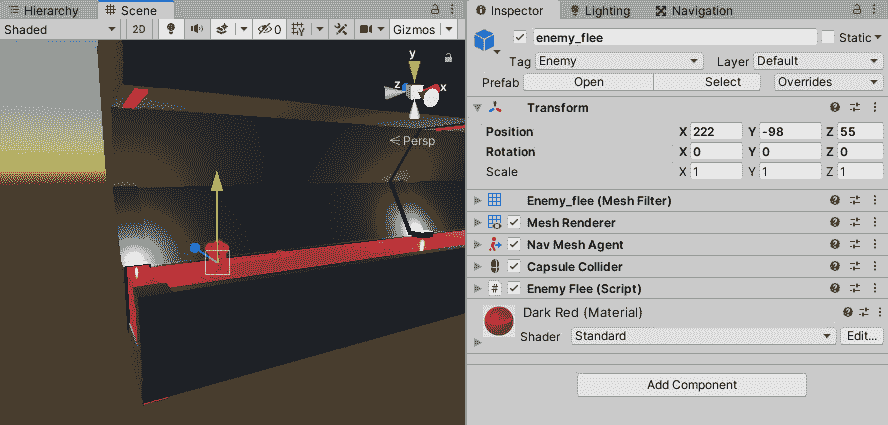 Hierarchy Scene Inspector Lighting Navigation
Shaded 2D 0 Gizmos
enemy_flee Static
Tag Enemy Layer Default
Prefab Open Select Overrides
Transform
Position X 222 Y -98 Z 55
Rotation X 0 Y 0 Z 0
Scale X 1 Y 1 Z 1
y
z x
Persp
Enemy_flee (Mesh Filter)
Mesh Renderer
Nav Mesh Agent
Capsule Collider
# Enemy Flee (Script)
Dark Red (Material)
Shader Standard Edit...
Add Component